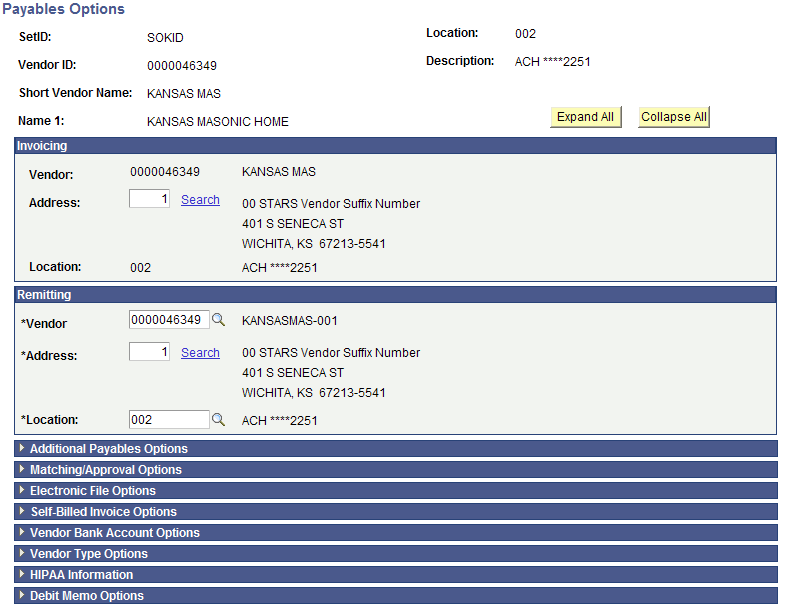 Payables Options
SetID: SOKID Location: 002
Vendor ID: 0000046349 Description: ACH ****2251
Short Vendor Name: KANSAS MAS
Name 1: KANSAS MASONIC HOME Expand All Collapse All
Invoicing
Vendor: 0000046349 KANSAS MAS
Address: 1 Search 00 STARS Vendor Suffix Number
401 S SENECA ST
WICHITA, KS 67213-5541
Location: 002 ACH ****2251
Remitting
*Vendor 0000046349 KANSASMAS-001
*Address: 1 Search 00 STARS Vendor Suffix Number
401 S SENECA ST
WICHITA, KS 67213-5541
*Location: 002 ACH ****2251
Additional Payables Options
Matching/Approval Options
Electronic File Options
Self-Billed Invoice Options
Vendor Bank Account Options
Vendor Type Options
HIPAA Information
Debit Memo Options